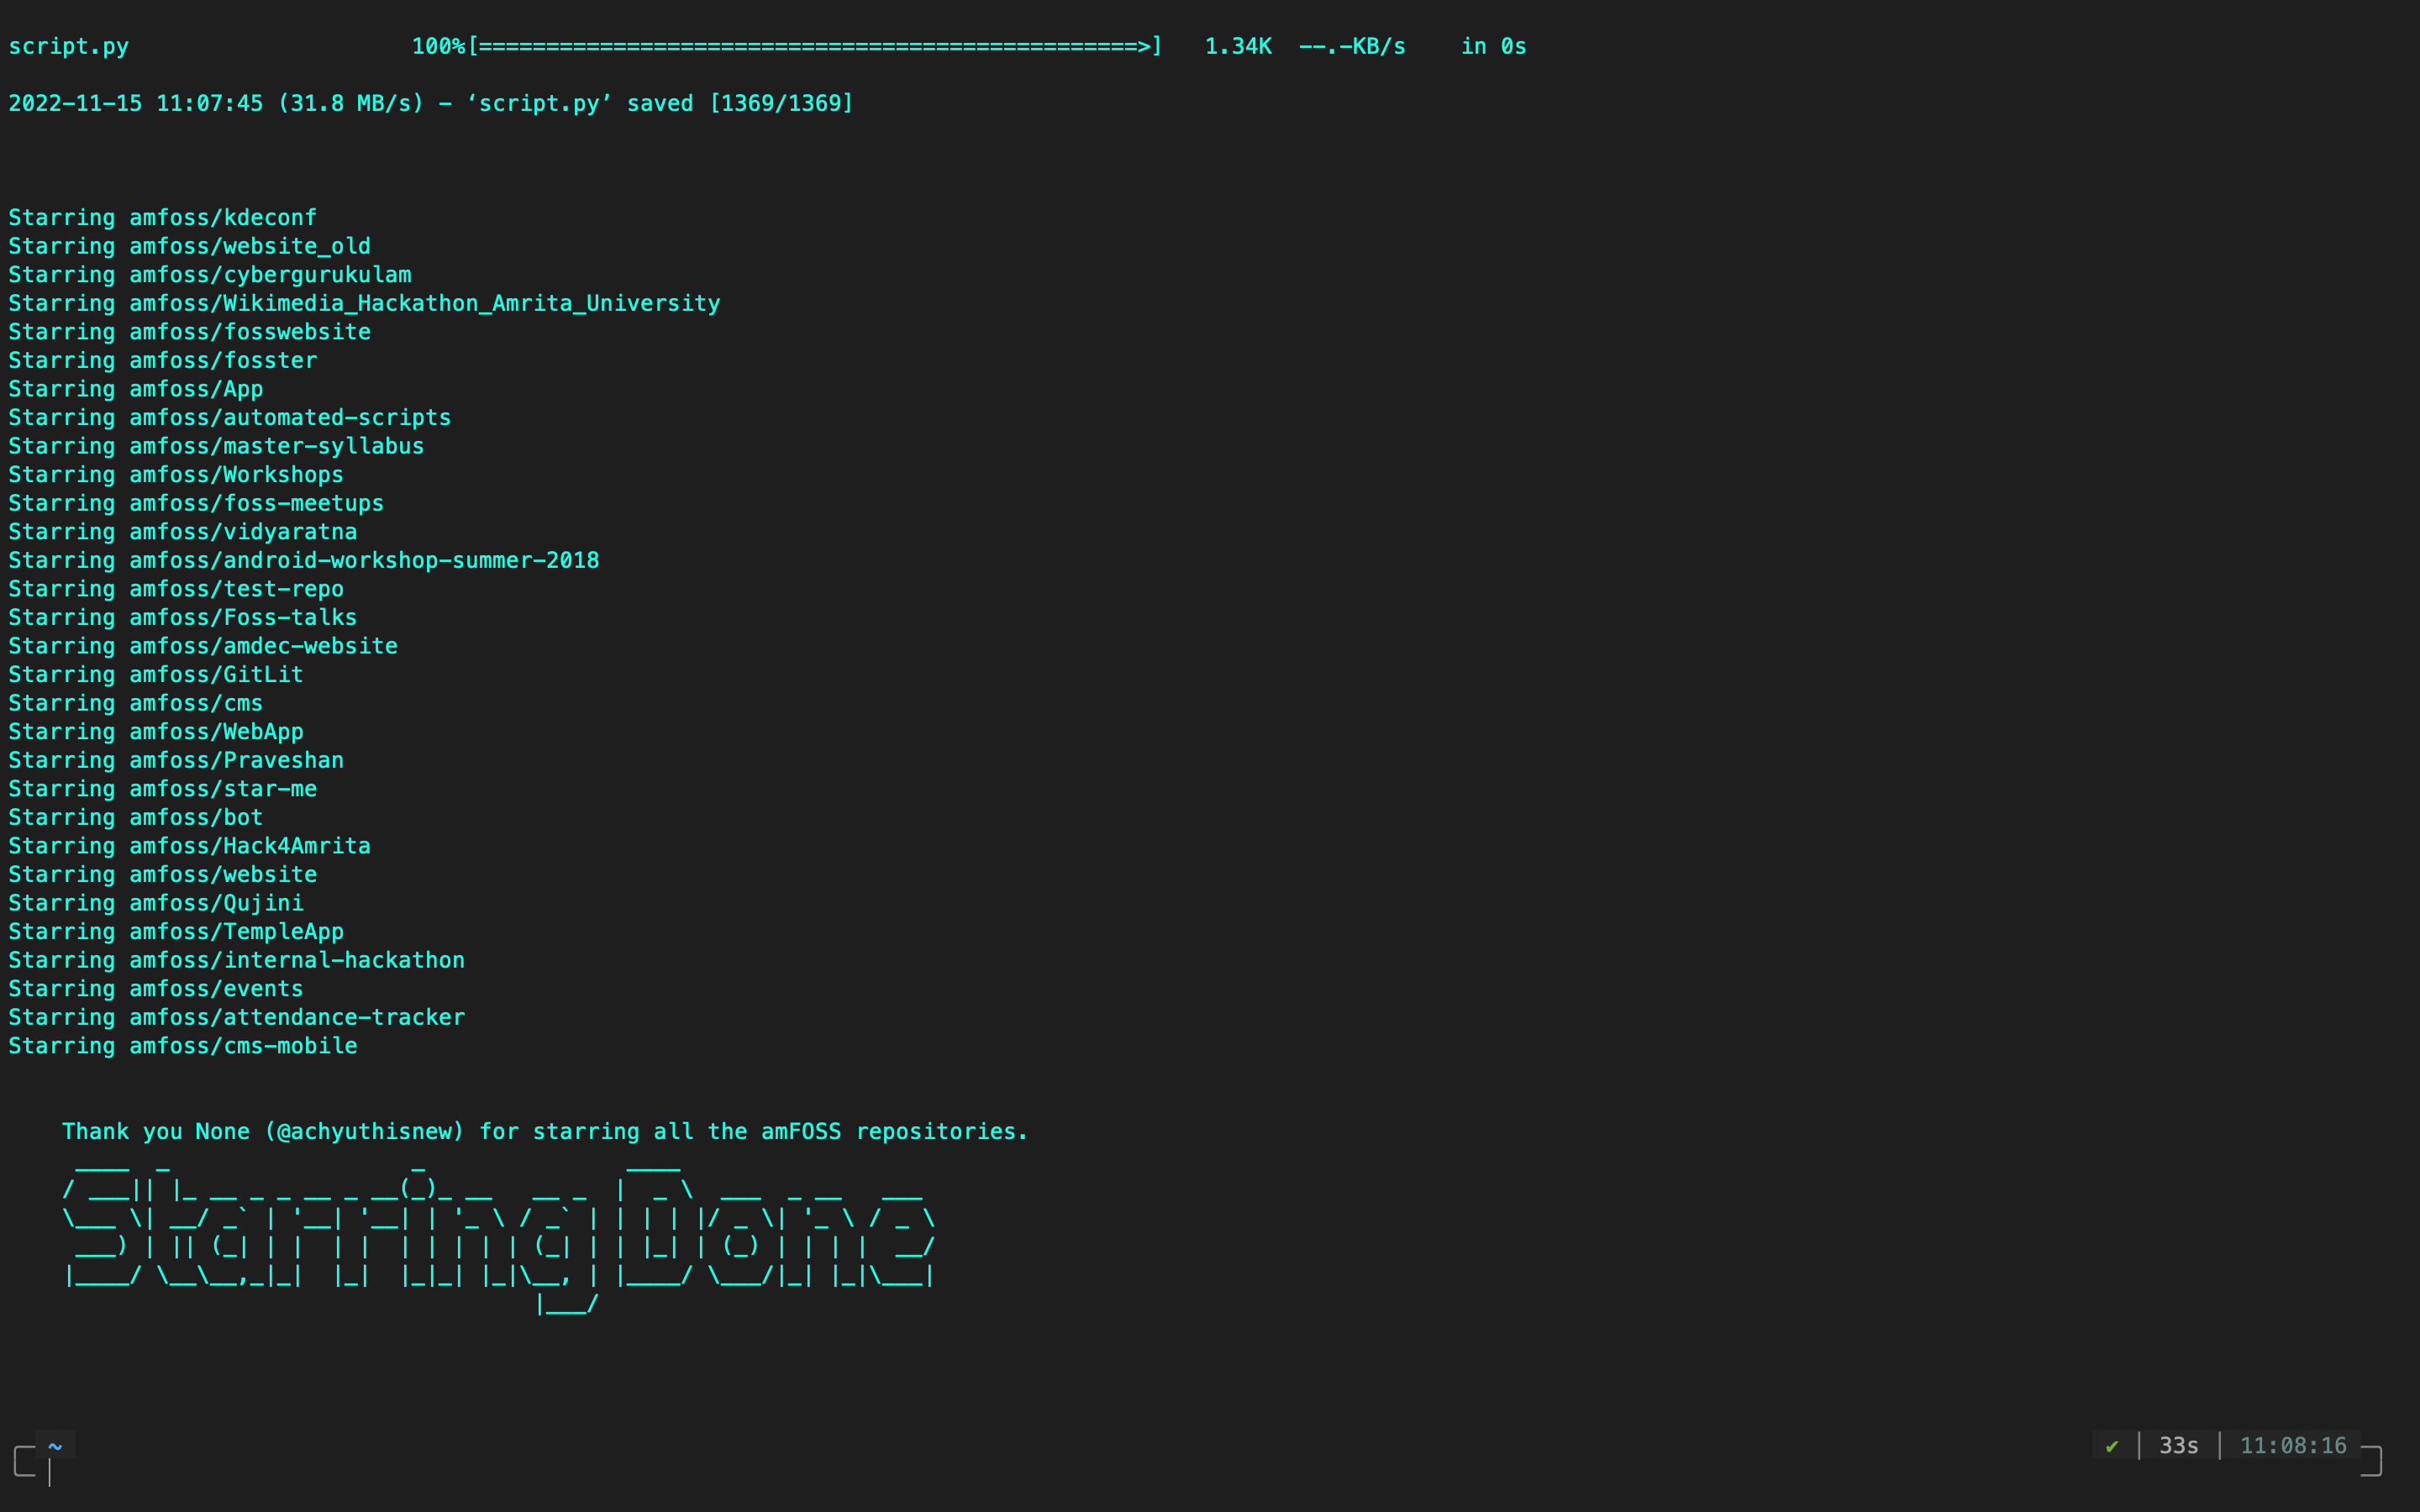 script.py                     100%[=================================================>]   1.34K  --.-KB/s    in 0s
2022-11-15 11:07:45 (31.8 MB/s) - ‘script.py’ saved [1369/1369]
Starring amfoss/kdeconf
Starring amfoss/website_old
Starring amfoss/cybergurukulam
Starring amfoss/Wikimedia_Hackathon_Amrita_University
Starring amfoss/fosswebsite
Starring amfoss/fosster
Starring amfoss/App
Starring amfoss/automated-scripts
Starring amfoss/master-syllabus
Starring amfoss/Workshops
Starring amfoss/foss-meetups
Starring amfoss/vidyaratna
Starring amfoss/android-workshop-summer-2018
Starring amfoss/test-repo
Starring amfoss/Foss-talks
Starring amfoss/amdec-website
Starring amfoss/GitLit
Starring amfoss/cms
Starring amfoss/WebApp
Starring amfoss/Praveshan
Starring amfoss/star-me
Starring amfoss/bot
Starring amfoss/Hack4Amrita
Starring amfoss/website
Starring amfoss/Qujini
Starring amfoss/TempleApp
Starring amfoss/internal-hackathon
Starring amfoss/events
Starring amfoss/attendance-tracker
Starring amfoss/cms-mobile
Thank you None (@achyuthisnew) for starring all the amFOSS repositories.
Starring Done
~ ✔ | 33s | 11:08:16